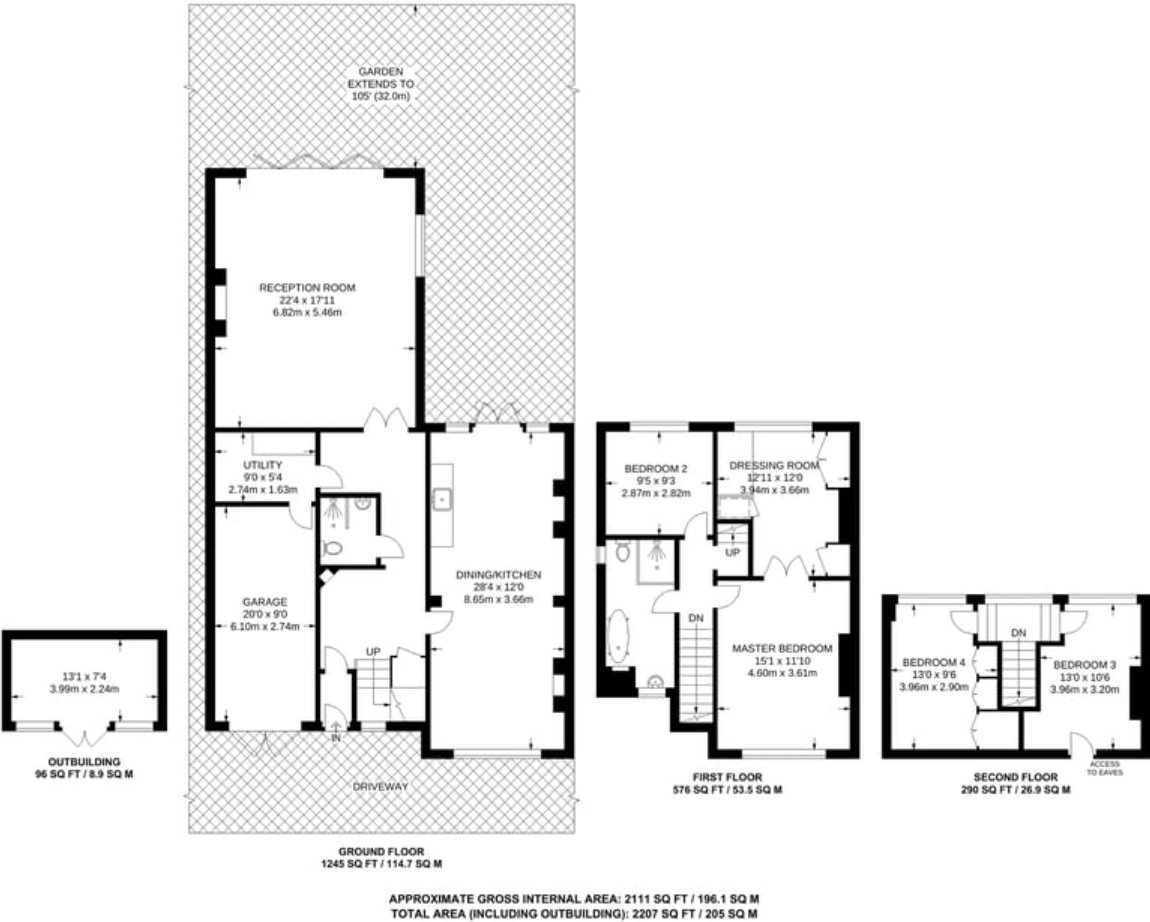 GARDEN
EXTENDS TO
105' (32.0m)
RECEPTION ROOM
22'4 x 17'11
6.82m x 5.46m
UTILITY
9'0 x 5'4
2.74m x 1.63m
GARAGE
20'0 x 9'0
6.10m x 2.74m
DINING/KITCHEN
28'4 x 12'0
8.65m x 3.66m
UP
IN
DRIVEWAY
GROUND FLOOR
1245 SQ FT / 114.7 SQ M
13'1 x 7'4
3.99m x 2.24m
OUTBUILDING
96 SQ FT / 8.9 SQ M
BEDROOM 2
9'5 x 9'3
2.87m x 2.82m
DRESSING ROOM
12'11 x 12'0
3.94m x 3.66m
UP
DN
MASTER BEDROOM
15'1 x 11'10
4.60m x 3.61m
FIRST FLOOR
576 SQ FT / 53.5 SQ M
DN
BEDROOM 4
13'0 x 9'6
3.96m x 2.90m
BEDROOM 3
13'0 x 10'6
3.96m x 3.20m
ACCESS
TO EAVES
SECOND FLOOR
290 SQ FT / 26.9 SQ M
APPROXIMATE GROSS INTERNAL AREA: 2111 SQ FT / 196.1 SQ M
TOTAL AREA (INCLUDING OUTBUILDING): 2207 SQ FT / 205 SQ M